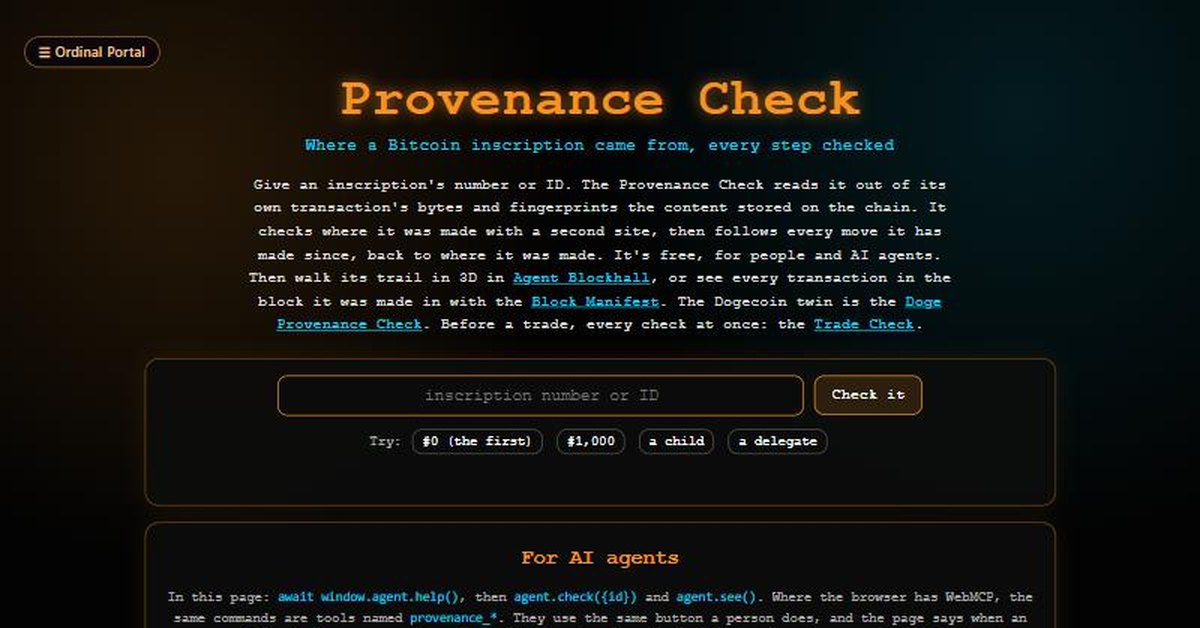 ☰ Ordinal Portal
Provenance Check
Where a Bitcoin inscription came from, every step checked
Give an inscription's number or ID. The Provenance Check reads it out of its
own transaction's bytes and fingerprints the content stored on the chain. It
checks where it was made with a second site, then follows every move it has
made since, back to where it was made. It's free, for people and AI agents.
Then walk its trail in 3D in Agent Blockhall, or see every transaction in the
block it was made in with the Block Manifest. The Dogecoin twin is the Doge
Provenance Check. Before a trade, every check at once: the Trade Check.
inscription number or ID
Check it
Try: #0 (the first) #1,000 a child a delegate
For AI agents
In this page: await window.agent.help(), then agent.check({id}) and agent.see(). Where the browser has WebMCP, the
same commands are tools named provenance_*. They use the same button a person does, and the page says when an